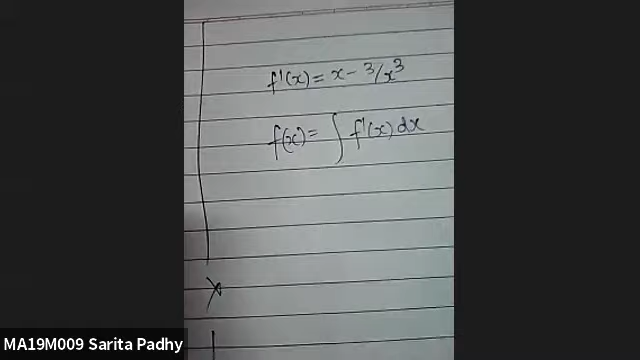 f'(x) = x - 3/x³
f(x) = ∫ f'(x) dx
MA19M009 Sarita Padhy